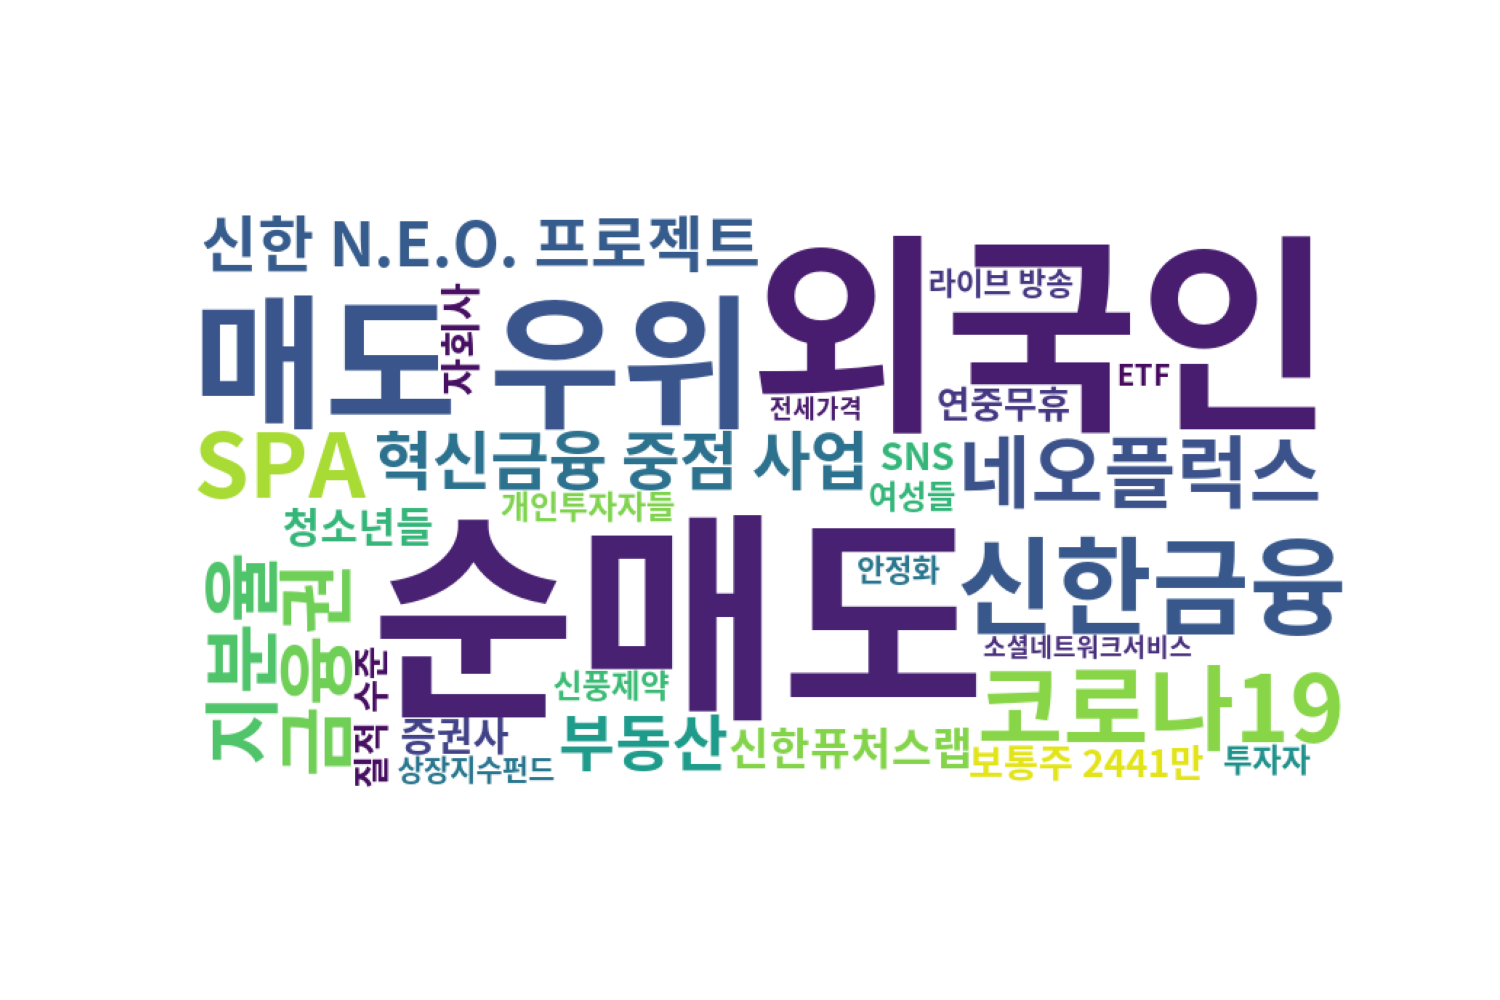 신한 N.E.O. 프로젝트
외국인
라이브 방송
매도 우위
자회사
ETF
전세가격
연중무휴
SPA
혁신금융 중점 사업
SNS
네오플럭스
여성들
개인투자자들
청소년들
순매도
안정화
신한금융
지분율
금융권
소셜네트워크서비스
질적 수준
신풍제약
코로나19
증권사
부동산
신한퓨처스랩
보통주 2441만
투자자
상장지수펀드